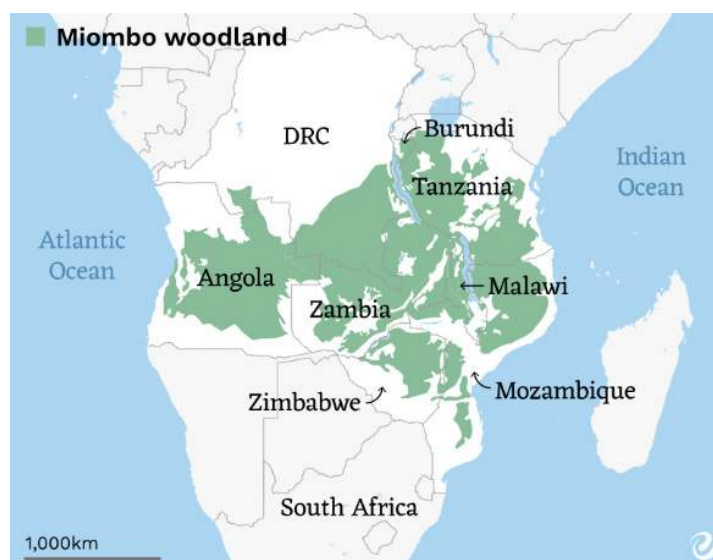 Miombo woodland
DRC
Burundi
Tanzania
Indian
Ocean
Atlantic
Ocean
Angola
Zambia
Malawi
Zimbabwe
Mozambique
South Africa
1,000km